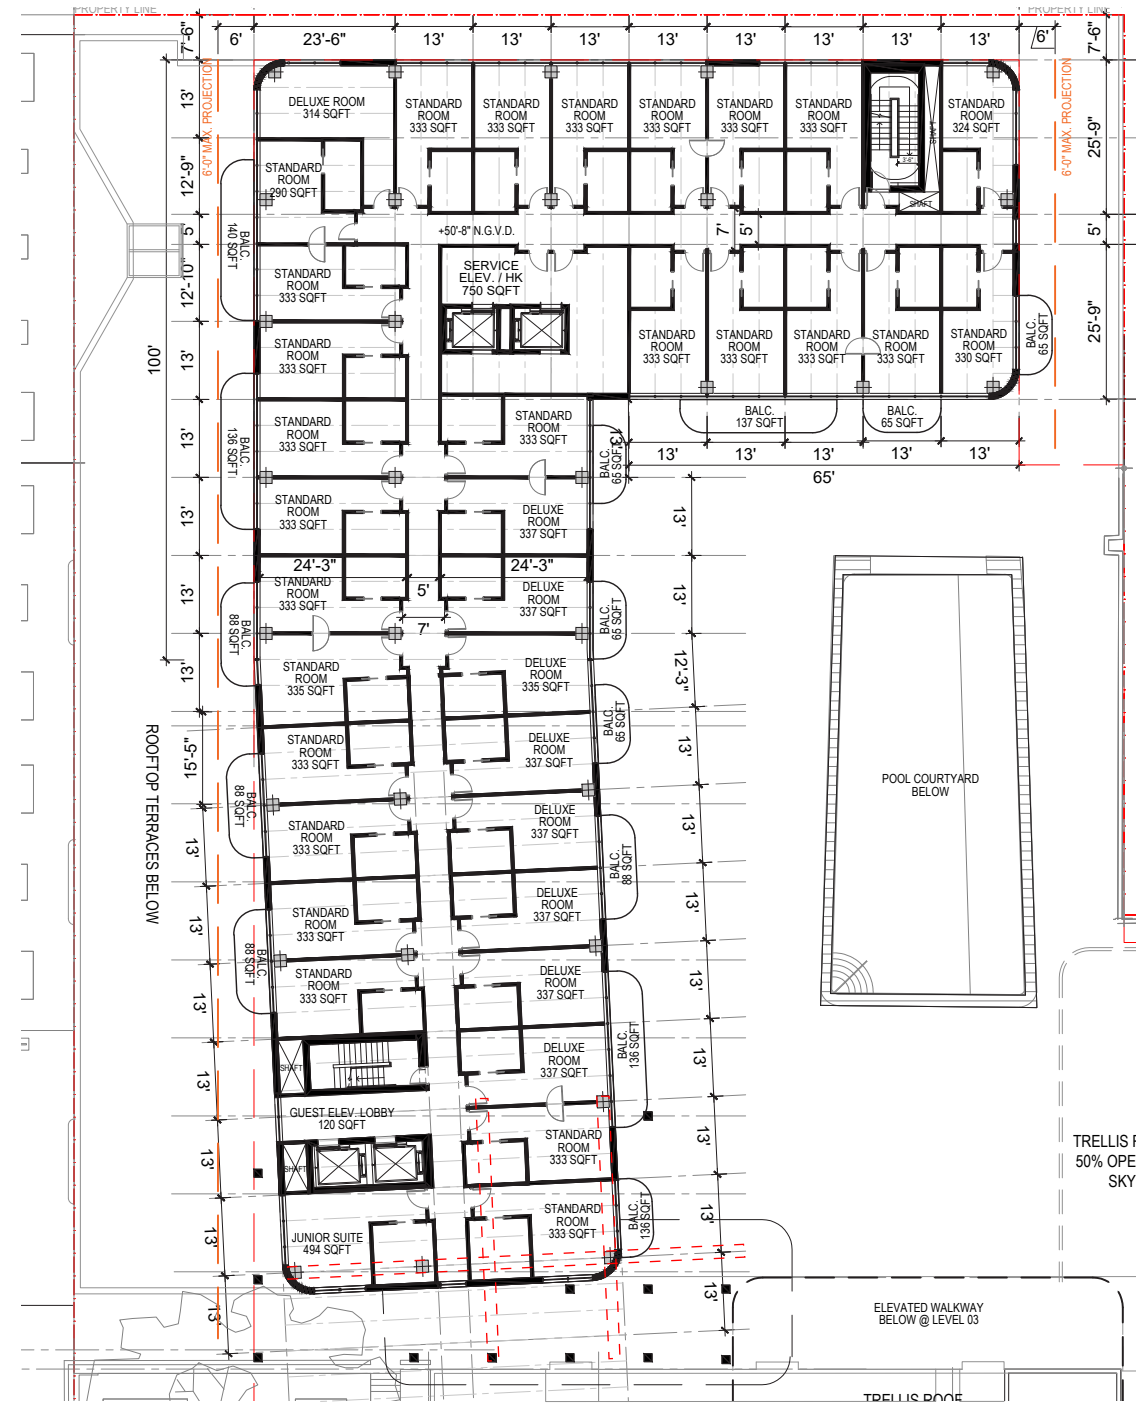 PROPERTY LINE
PROPERTY LINE
7'-6"
6'
23'-6"
13'
13'
13'
13'
13'
13'
13'
13'
6'
7'-6"
6'-0" MAX. PROJECTION
6'-0" MAX. PROJECTION
13'
12'-9"
5'
12'-10"
13'
13'
13'
13'
100'
25'-9"
5'
25'-9"
DELUXE ROOM
314 SQFT
STANDARD
ROOM
333 SQFT
STANDARD
ROOM
333 SQFT
STANDARD
ROOM
333 SQFT
STANDARD
ROOM
333 SQFT
STANDARD
ROOM
333 SQFT
STANDARD
ROOM
333 SQFT
SHAFT
3'-6"
SHAFT
STANDARD
ROOM
324 SQFT
STANDARD
ROOM
290 SQFT
+50'-8" N.G.V.D.
7'
5'
BALC.
140 SQFT
SERVICE
ELEV. / HK
750 SQFT
STANDARD
ROOM
333 SQFT
STANDARD
ROOM
333 SQFT
STANDARD
ROOM
333 SQFT
STANDARD
ROOM
333 SQFT
STANDARD
ROOM
333 SQFT
STANDARD
ROOM
333 SQFT
STANDARD
ROOM
330 SQFT
BALC.
65 SQFT
BALC.
137 SQFT
BALC.
65 SQFT
13'
13'
13'
13'
13'
65'
BALC.
136 SQFT
STANDARD
ROOM
333 SQFT
STANDARD
ROOM
333 SQFT
13'
BALC.
65 SQFT
STANDARD
ROOM
333 SQFT
DELUXE
ROOM
337 SQFT
13'
24'-3"
5'
24'-3"
STANDARD
ROOM
333 SQFT
DELUXE
ROOM
337 SQFT
13'
BALC.
88 SQFT
BALC.
65 SQFT
7'
STANDARD
ROOM
335 SQFT
DELUXE
ROOM
337 SQFT
12'-3"
BALC.
65 SQFT
ROOFTOP TERRACES BELOW
15'-5"
STANDARD
ROOM
333 SQFT
DELUXE
ROOM
337 SQFT
13'
BALC.
88 SQFT
POOL COURTYARD
BELOW
13'
STANDARD
ROOM
333 SQFT
DELUXE
ROOM
337 SQFT
13'
BALC.
88 SQFT
13'
STANDARD
ROOM
333 SQFT
DELUXE
ROOM
337 SQFT
13'
BALC.
88 SQFT
13'
STANDARD
ROOM
333 SQFT
DELUXE
ROOM
337 SQFT
13'
BALC.
136 SQFT
13'
SHAFT
DELUXE
ROOM
337 SQFT
13'
GUEST ELEV. LOBBY
120 SQFT
13'
SHAFT
STANDARD
ROOM
333 SQFT
13'
TRELLIS R
50% OPE
SKY
13'
JUNIOR SUITE
494 SQFT
STANDARD
ROOM
333 SQFT
BALC.
136 SQFT
13'
13'
13'
ELEVATED WALKWAY
BELOW @ LEVEL 03
TRELLIS ROOF